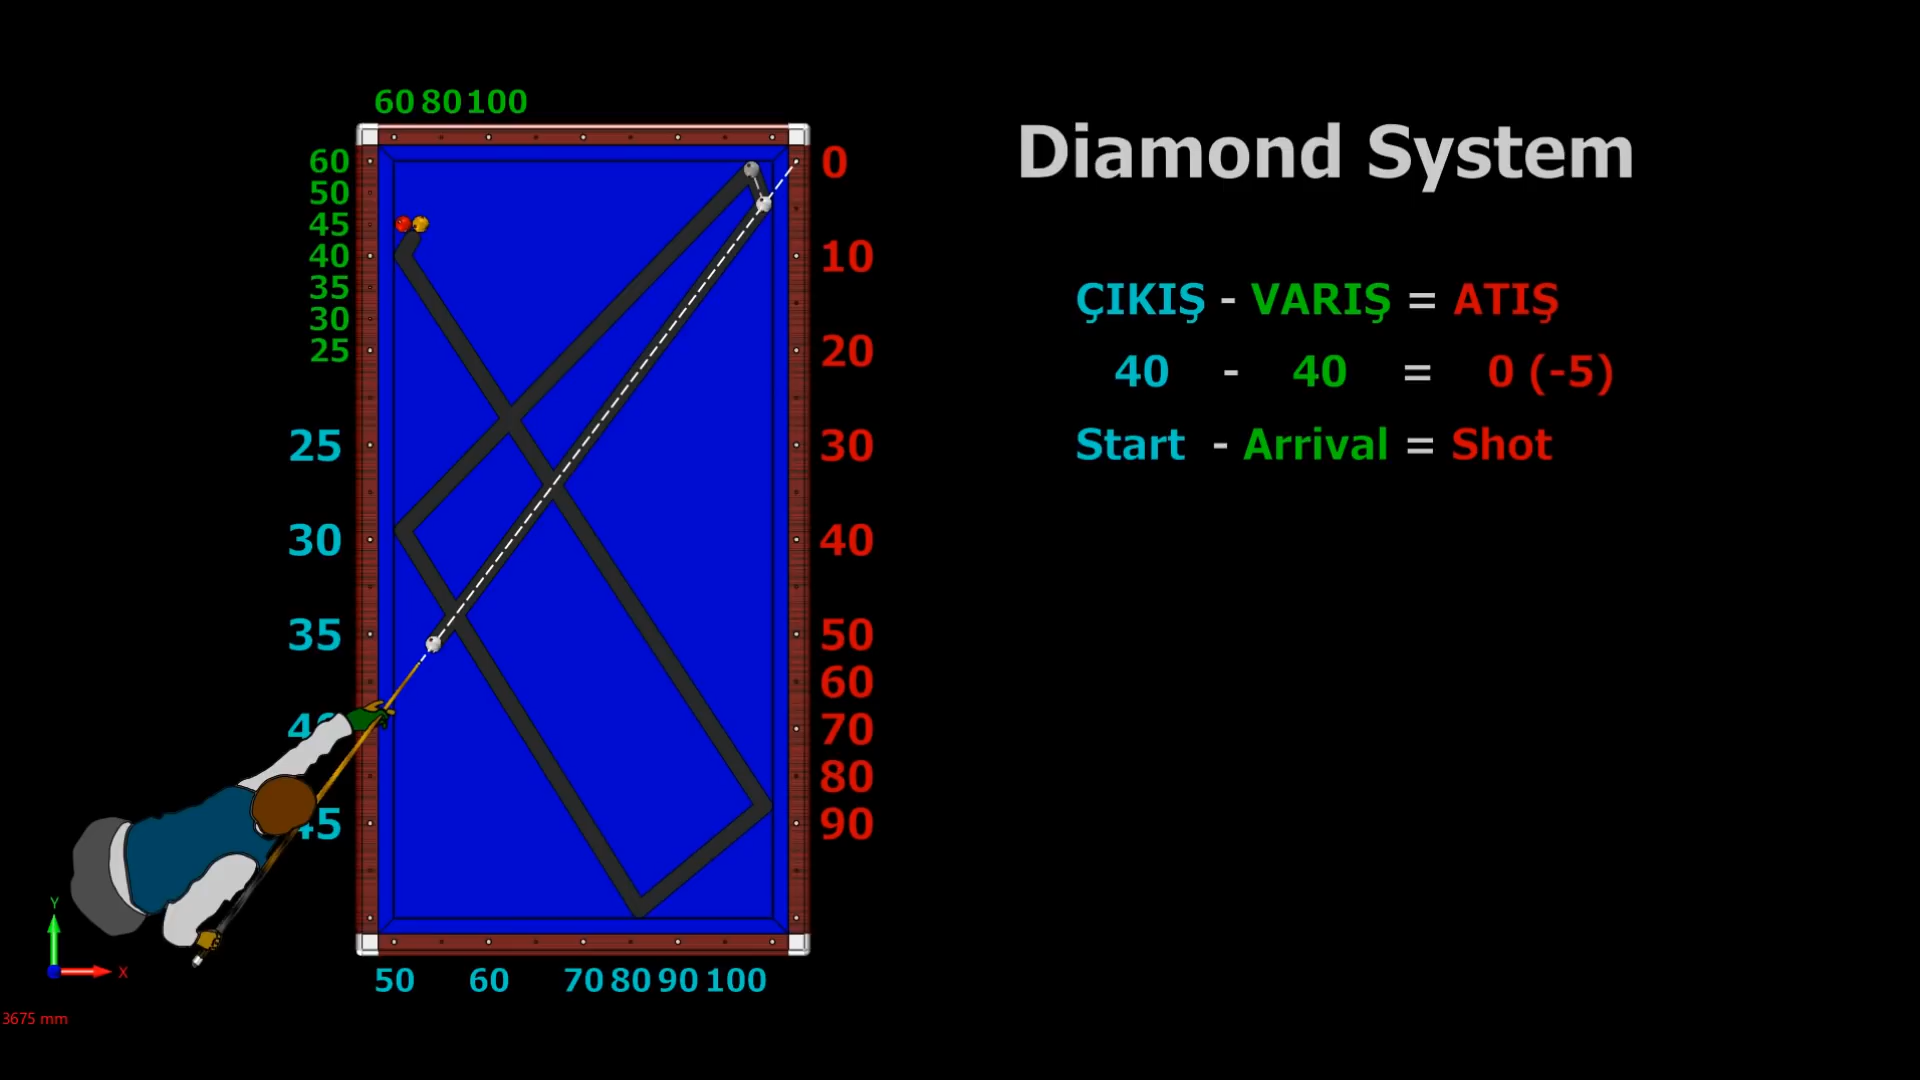 60 80 100
Diamond System
60
50
45
40
35
30
25
25
30
35
45
0
10
20
30
40
50
60
70
80
90
50 60 70 80 90 100
ÇIKIŞ - VARIŞ = ATIŞ
40 - 40 = 0 (-5)
Start - Arrival = Shot
Y
X
3675 mm